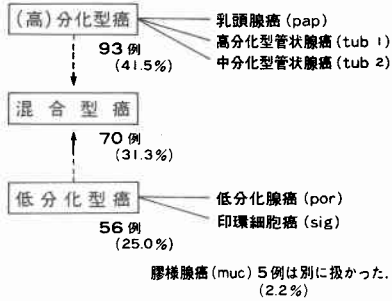 (高)分化型癌
乳頭腺癌(pap)
高分化型管状腺癌(tub 1)
中分化型管状腺癌(tub 2)
93例
(41.5%)
混合型癌
70例
(31.3%)
低分化型癌
低分化腺癌(por)
印環細胞癌(sig)
56例
(25.0%)
膠様腺癌(muc)5例は別に扱かった.
(2.2%)